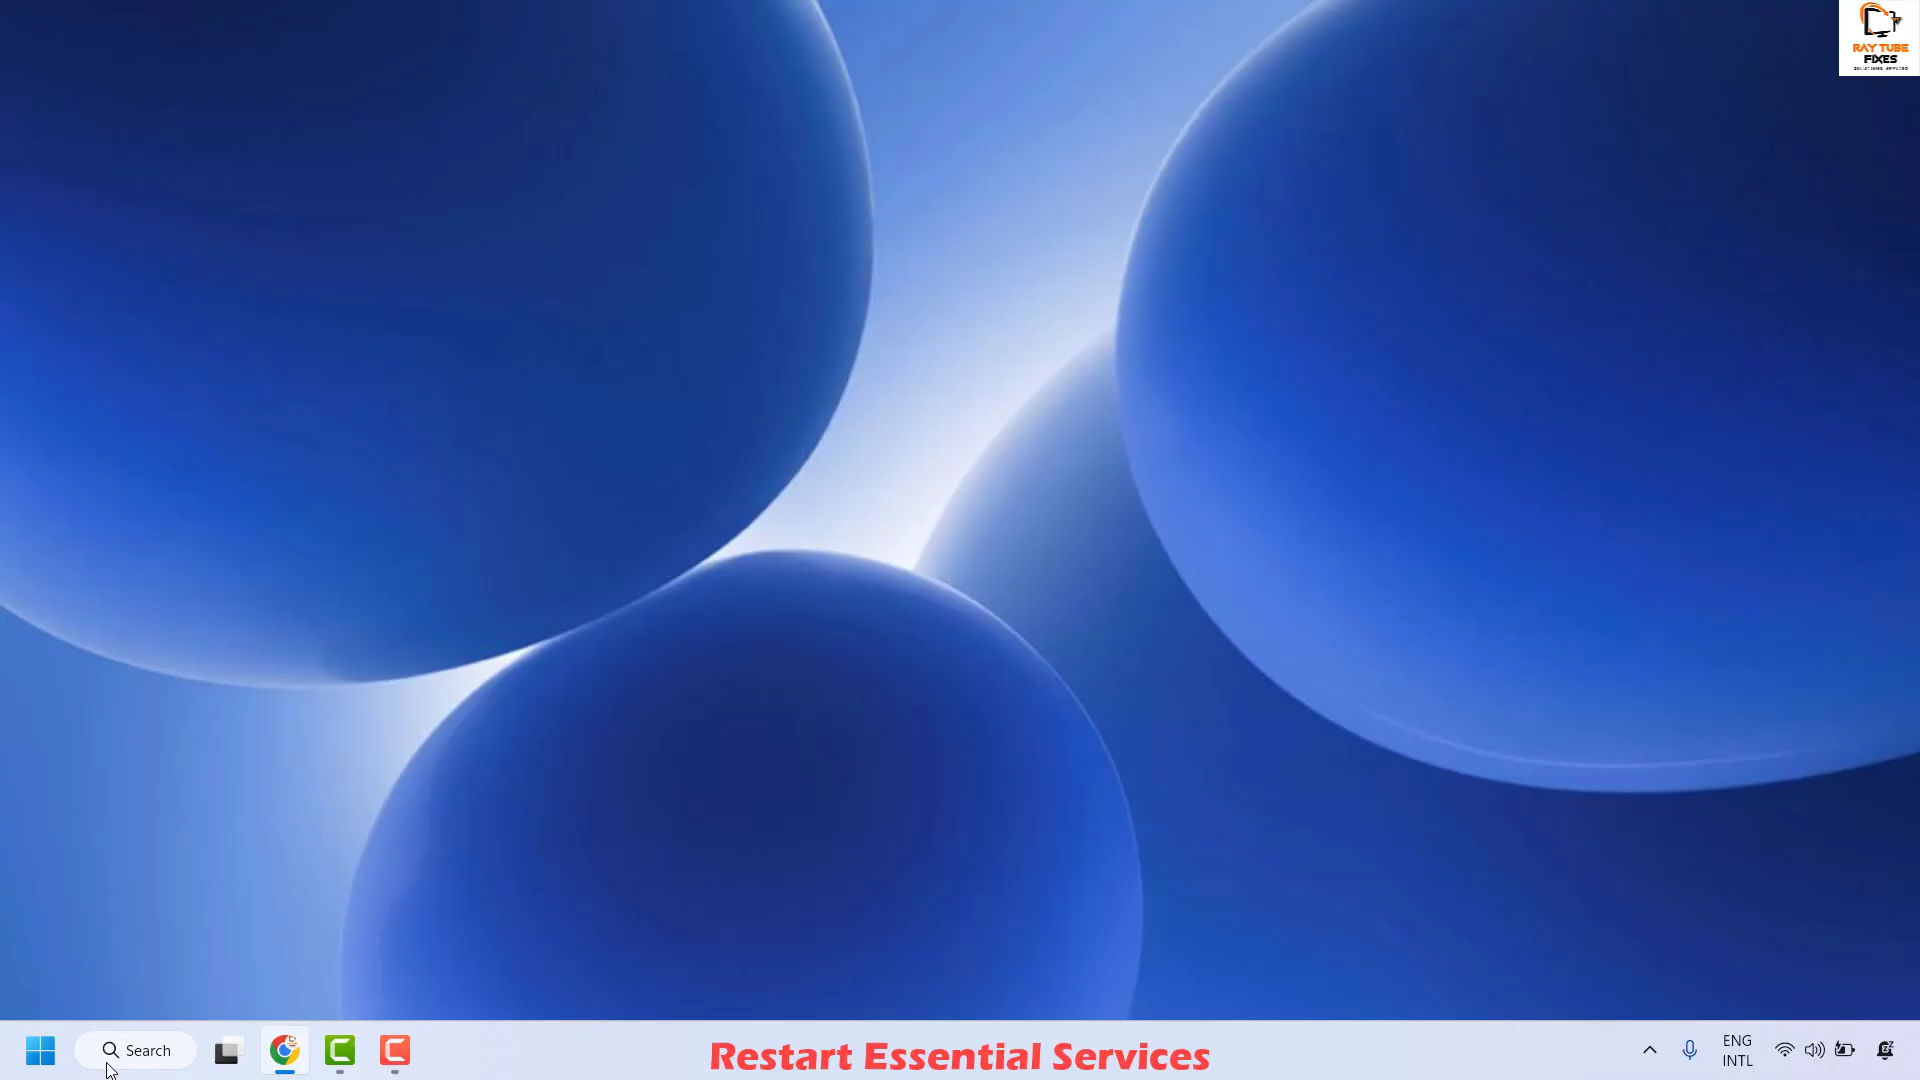 RAY TUBE
FIXES
Search
Restart Essential Services
ENG
INTL